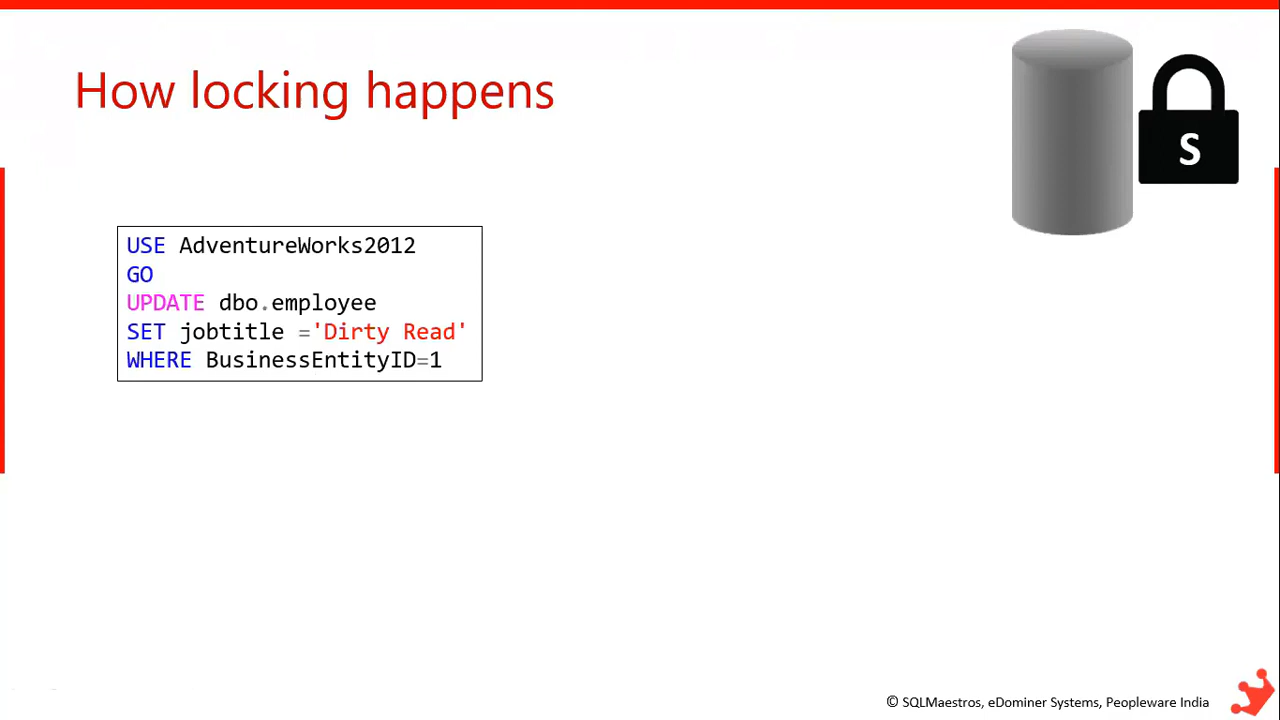 How locking happens
S
USE AdventureWorks2012
GO
UPDATE dbo.employee
SET jobtitle ='Dirty Read'
WHERE BusinessEntityID=1
© SQLMaestros, eDominer Systems, Peopleware India